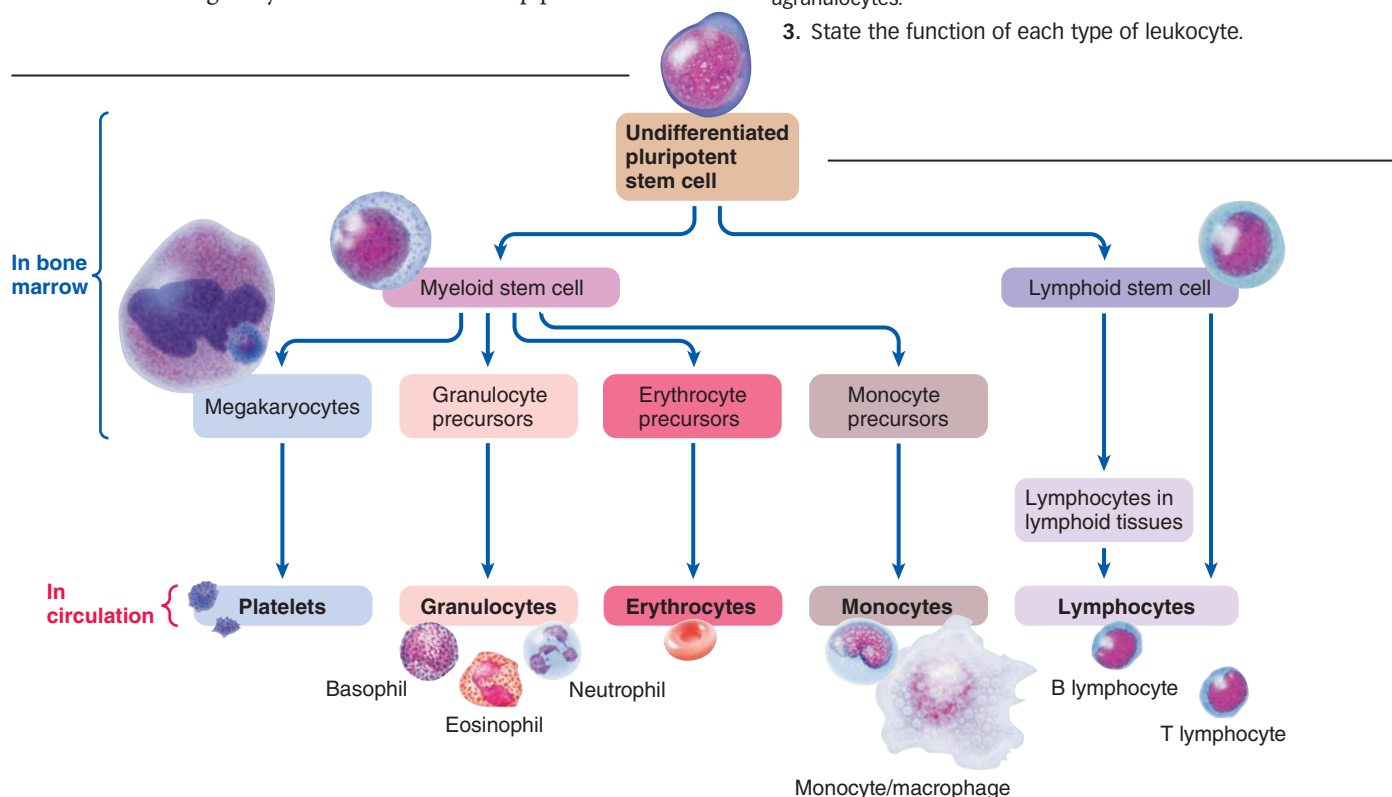 agranulocytes.
3. State the function of each type of leukocyte.
Undifferentiated
pluripotent
stem cell
In bone
marrow
Myeloid stem cell
Lymphoid stem cell
Megakaryocytes
Granulocyte
precursors
Erythrocyte
precursors
Monocyte
precursors
Lymphocytes in
lymphoid tissues
In
circulation
Platelets
Granulocytes
Erythrocytes
Monocytes
Lymphocytes
Basophil
Eosinophil
Neutrophil
Monocyte/macrophage
B lymphocyte
T lymphocyte